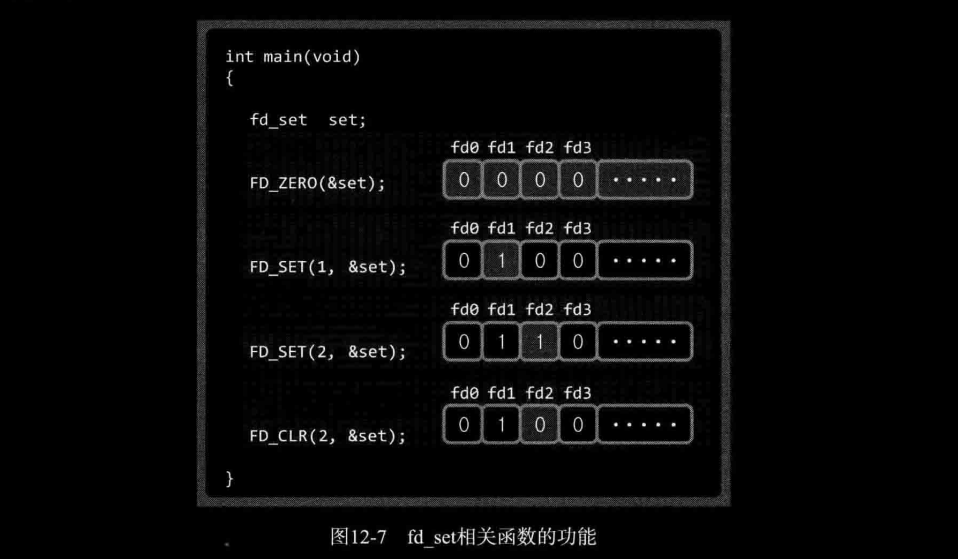 int main(void)
{
fd_set set;
fd0 fd1 fd2 fd3
FD_ZERO(&set); 0 0 0 0 ·····
fd0 fd1 fd2 fd3
FD_SET(1, &set); 0 1 0 0 ·····
fd0 fd1 fd2 fd3
FD_SET(2, &set); 0 1 1 0 ·····
fd0 fd1 fd2 fd3
FD_CLR(2, &set); 0 1 0 0 ·····
}
图12-7 fd_set相关函数的功能